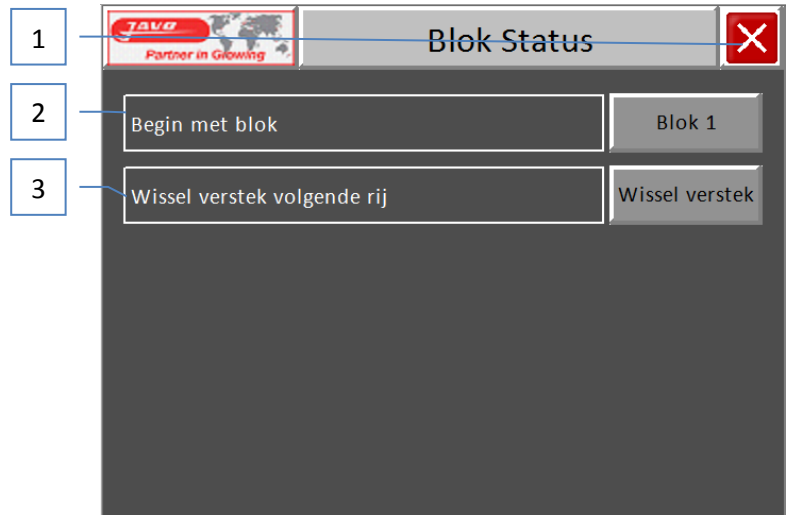 1
JAVO
Partner in Growing
Blok Status
2
Begin met blok
Blok 1
3
Wissel verstek volgende rij
Wissel verstek